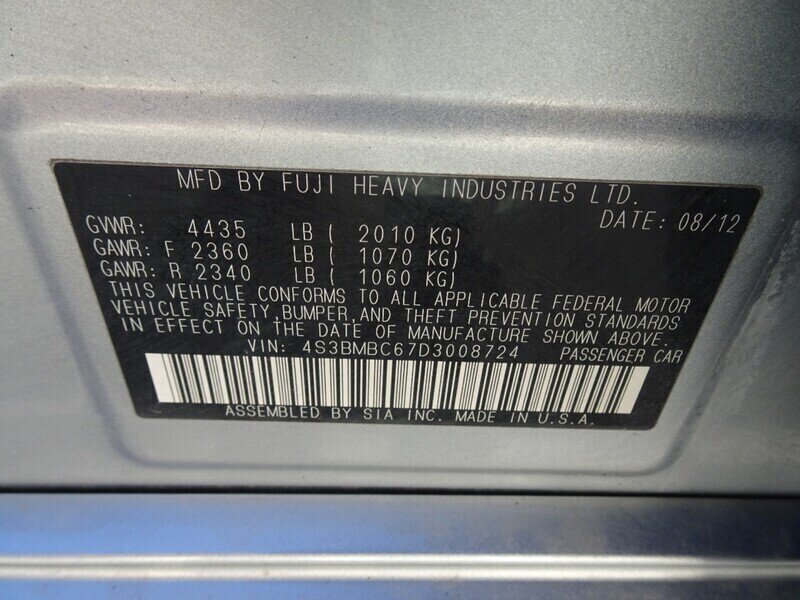 MFD BY FUJI HEAVY INDUSTRIES LTD.
DATE: 08/12
GVWR: 4435 LB ( 2010 KG)
GAWR: F 2360 LB ( 1070 KG)
GAWR: R 2340 LB ( 1060 KG)
THIS VEHICLE CONFORMS TO ALL APPLICABLE FEDERAL MOTOR
VEHICLE SAFETY, BUMPER, AND THEFT PREVENTION STANDARDS
IN EFFECT ON THE DATE OF MANUFACTURE SHOWN ABOVE.
VIN: 4S3BMBC67D3008724 PASSENGER CAR
ASSEMBLED BY SIA INC. MADE IN U.S.A.